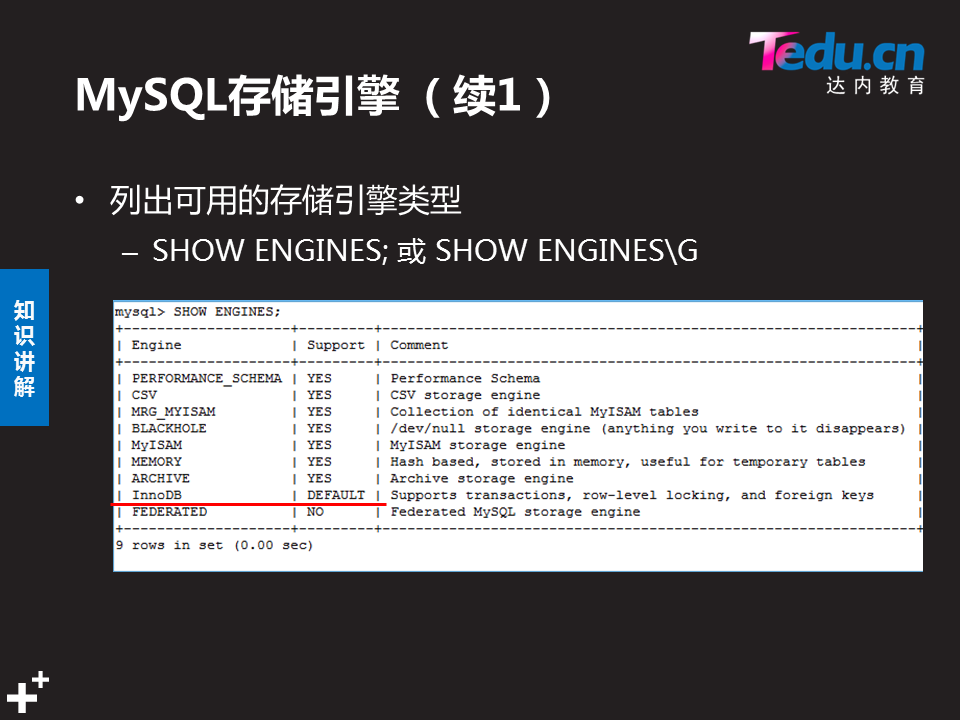 Tedu.cn
达内教育
MySQL存储引擎（续1）
• 列出可用的存储引擎类型
– SHOW ENGINES; 或 SHOW ENGINES\G
知识讲解
mysql> SHOW ENGINES;
+--------------------+---------+----------------------------------------------------------------+
| Engine             | Support | Comment                                                        |
+--------------------+---------+----------------------------------------------------------------+
| PERFORMANCE_SCHEMA | YES     | Performance Schema                                             |
| CSV                | YES     | CSV storage engine                                             |
| MRG_MYISAM         | YES     | Collection of identical MyISAM tables                          |
| BLACKHOLE          | YES     | /dev/null storage engine (anything you write to it disappears) |
| MyISAM             | YES     | MyISAM storage engine                                          |
| MEMORY             | YES     | Hash based, stored in memory, useful for temporary tables      |
| ARCHIVE            | YES     | Archive storage engine                                         |
| InnoDB             | DEFAULT | Supports transactions, row-level locking, and foreign keys     |
| FEDERATED          | NO      | Federated MySQL storage engine                                 |
+--------------------+---------+----------------------------------------------------------------+
9 rows in set (0.00 sec)